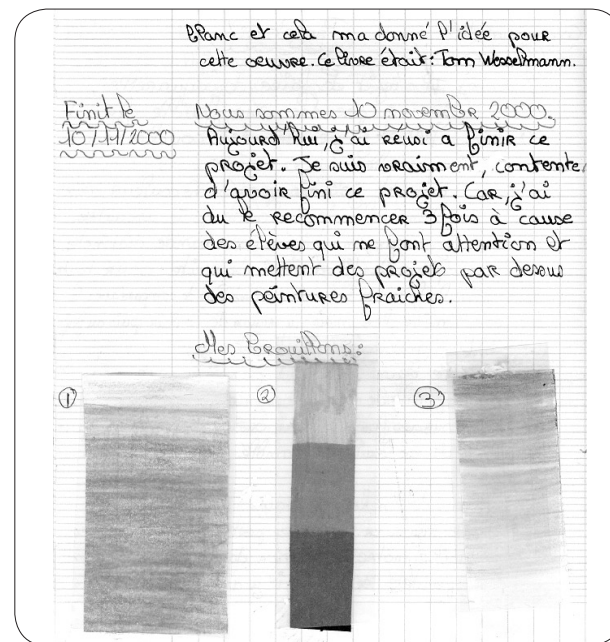 blanc et cela ma donné l'idée pour
cette oeuvre. Ce livre était : Tom Wesselmann.
Finit le
10/11/2000
Nous sommes 10 novembre 2000.
Aujourd'hui, j'ai reussi a finir ce
projet. Je suis vraiment, contente
d'avoir fini ce projet. Car, j'ai
du le recommencer 3 fois à cause
des élèves qui ne font attention et
qui mettent des projets par dessus
des peintures fraiches.
Mes Brouillons :
1
2
3